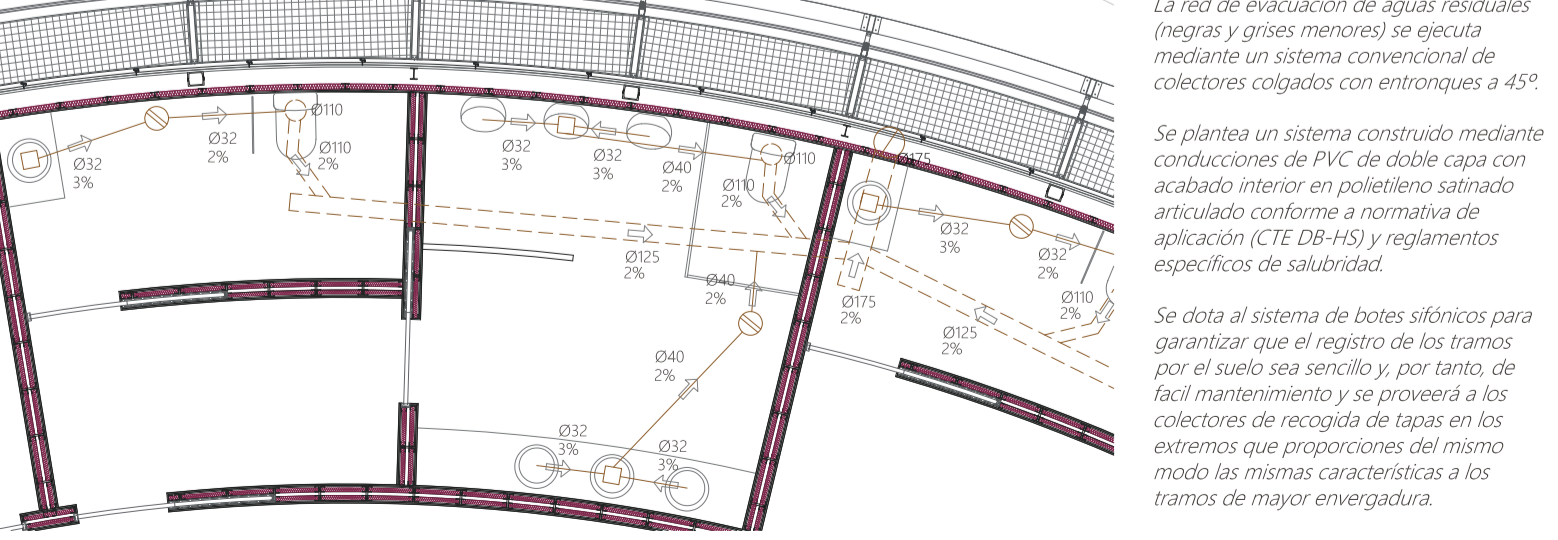 Ø110
Ø32
2%
Ø110
2%
Ø32
3%
Ø32
3%
Ø32
3%
Ø40
2%
Ø110
Ø110
2%
Ø175
Ø32
3%
Ø32
2%
Ø125
2%
Ø40
2%
Ø175
2%
Ø110
2%
Ø125
2%
Ø40
2%
Ø32
3%
Ø32
3%
La red de evacuación de aguas residuales
(negras y grises menores) se ejecuta
mediante un sistema convencional de
colectores colgados con entronques a 45º.
Se plantea un sistema construido mediante
conducciones de PVC de doble capa con
acabado interior en polietileno satinado
articulado conforme a normativa de
aplicación (CTE DB-HS) y reglamentos
específicos de salubridad.
Se dota al sistema de botes sifónicos para
garantizar que el registro de los tramos
por el suelo sea sencillo y, por tanto, de
facil mantenimiento y se proveerá a los
colectores de recogida de tapas en los
extremos que proporciones del mismo
modo las mismas características a los
tramos de mayor envergadura.